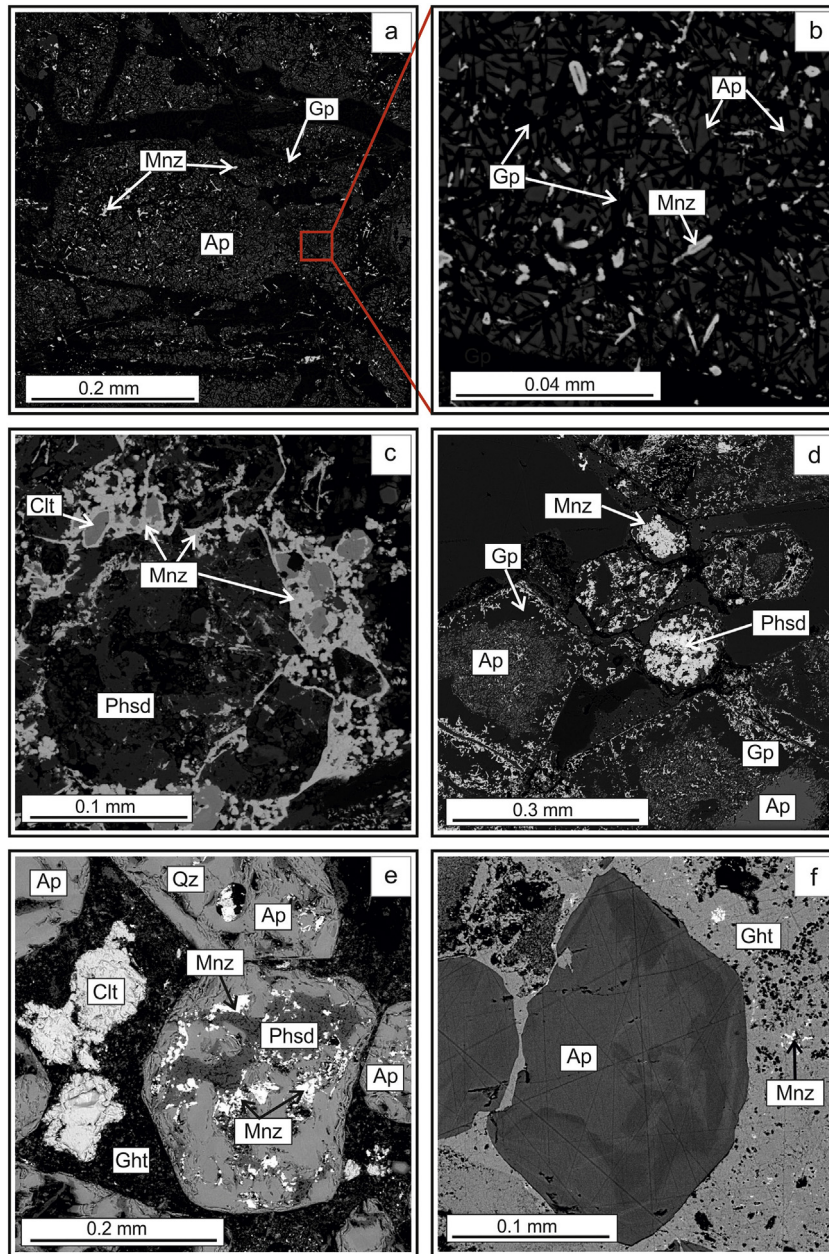 a
Gp
Mnz
Ap
0.2 mm
b
Ap
Gp
Mnz
Gp
0.04 mm
c
Clt
Mnz
Phsd
0.1 mm
d
Mnz
Gp
Phsd
Ap
Gp
Ap
0.3 mm
e
Ap
Qz
Ap
Mnz
Clt
Phsd
Ap
Mnz
Ght
0.2 mm
f
Ght
Ap
Mnz
0.1 mm